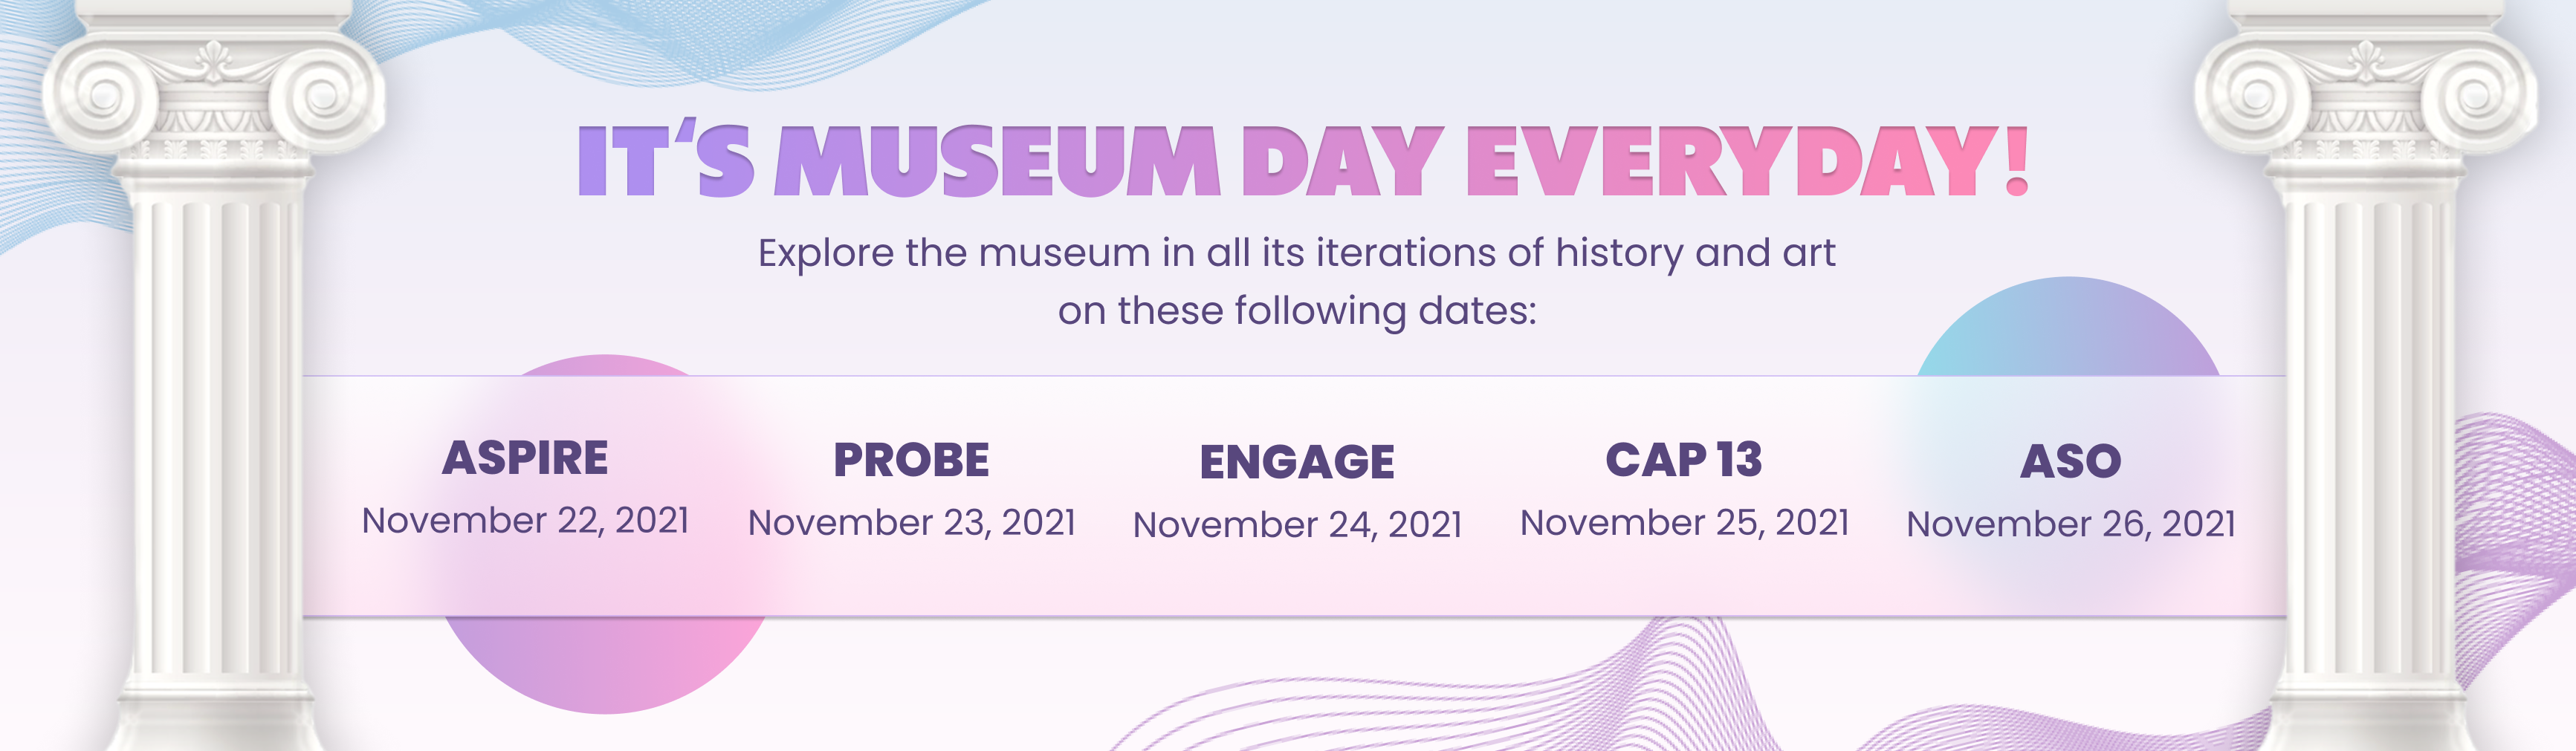 IT‘S MUSEUM DAY EVERYDAY!
Explore the museum in all its iterations of history and art
on these following dates:
ASPIRE
November 22, 2021
PROBE
November 23, 2021
ENGAGE
November 24, 2021
CAP 13
November 25, 2021
ASO
November 26, 2021